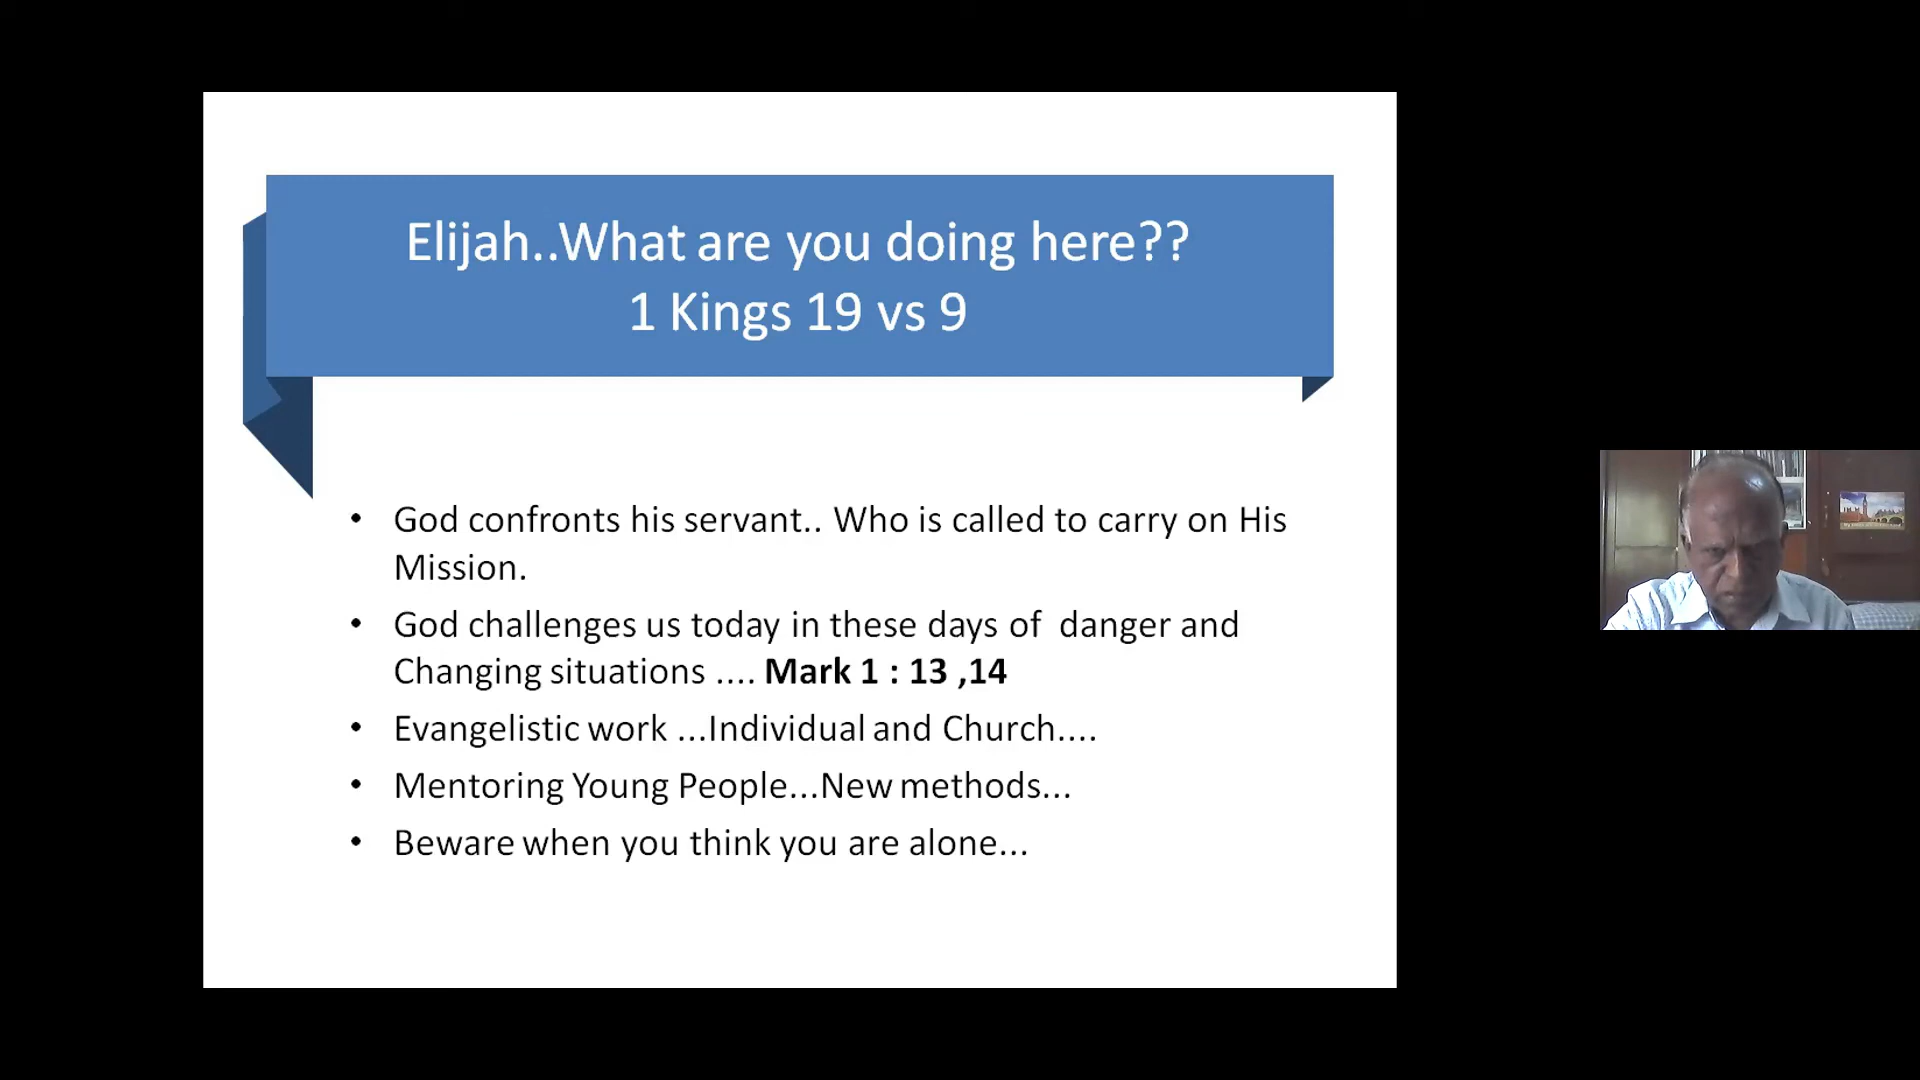 Elijah..What are you doing here??
1 Kings 19 vs 9
• God confronts his servant.. Who is called to carry on His
Mission.
• God challenges us today in these days of  danger and
Changing situations .... Mark 1 : 13 ,14
• Evangelistic work ...Individual and Church....
• Mentoring Young People...New methods...
• Beware when you think you are alone...